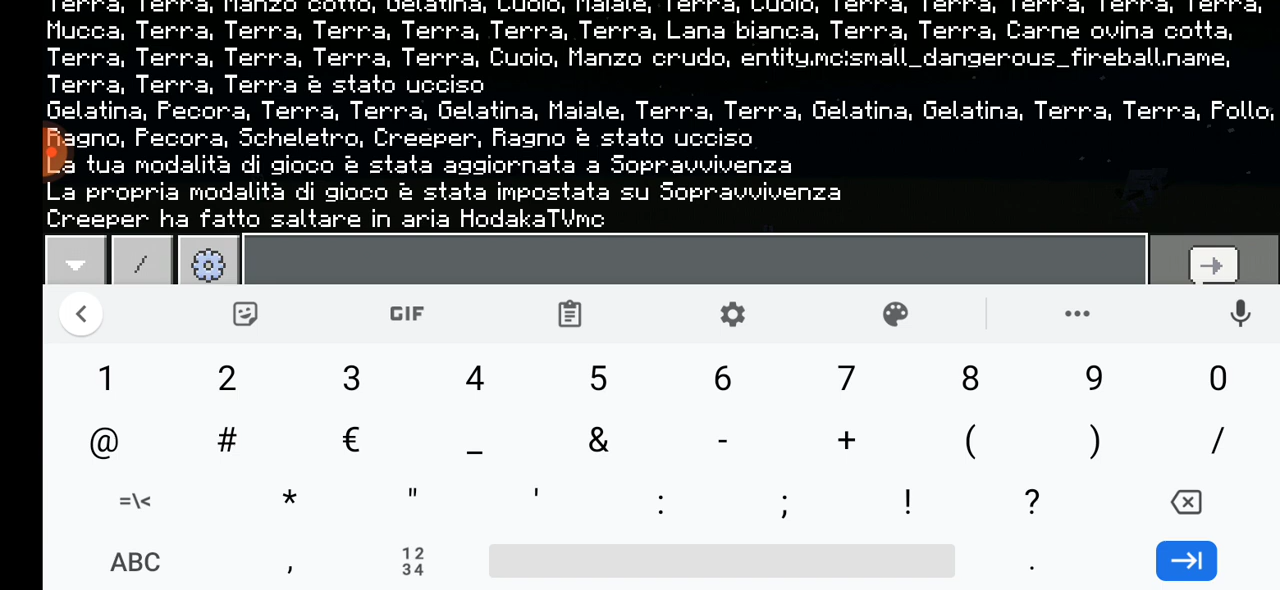 Terra, Terra, Manzo cotto, Gelatina, Cuoio, Maiale, Terra, Cuoio, Terra, Terra, Terra, Terra, Terra,
Mucca, Terra, Terra, Terra, Terra, Terra, Terra, Lana bianca, Terra, Terra, Carne ovina cotta,
Terra, Terra, Terra, Terra, Terra, Cuoio, Manzo crudo, entity.mc:small_dangerous_fireball.name,
Terra, Terra, Terra è stato ucciso
Gelatina, Pecora, Terra, Terra, Gelatina, Maiale, Terra, Terra, Gelatina, Gelatina, Terra, Terra, Pollo,
Ragno, Pecora, Scheletro, Creeper, Ragno è stato ucciso
La tua modalità di gioco è stata aggiornata a Sopravvivenza
La propria modalità di gioco è stata impostata su Sopravvivenza
Creeper ha fatto saltare in aria HodakaTVmc
/
GIF
1 2 3 4 5 6 7 8 9 0
@ # € _ & - + ( ) /
=\< * " ' : ; ! ?
ABC , 12 34 .